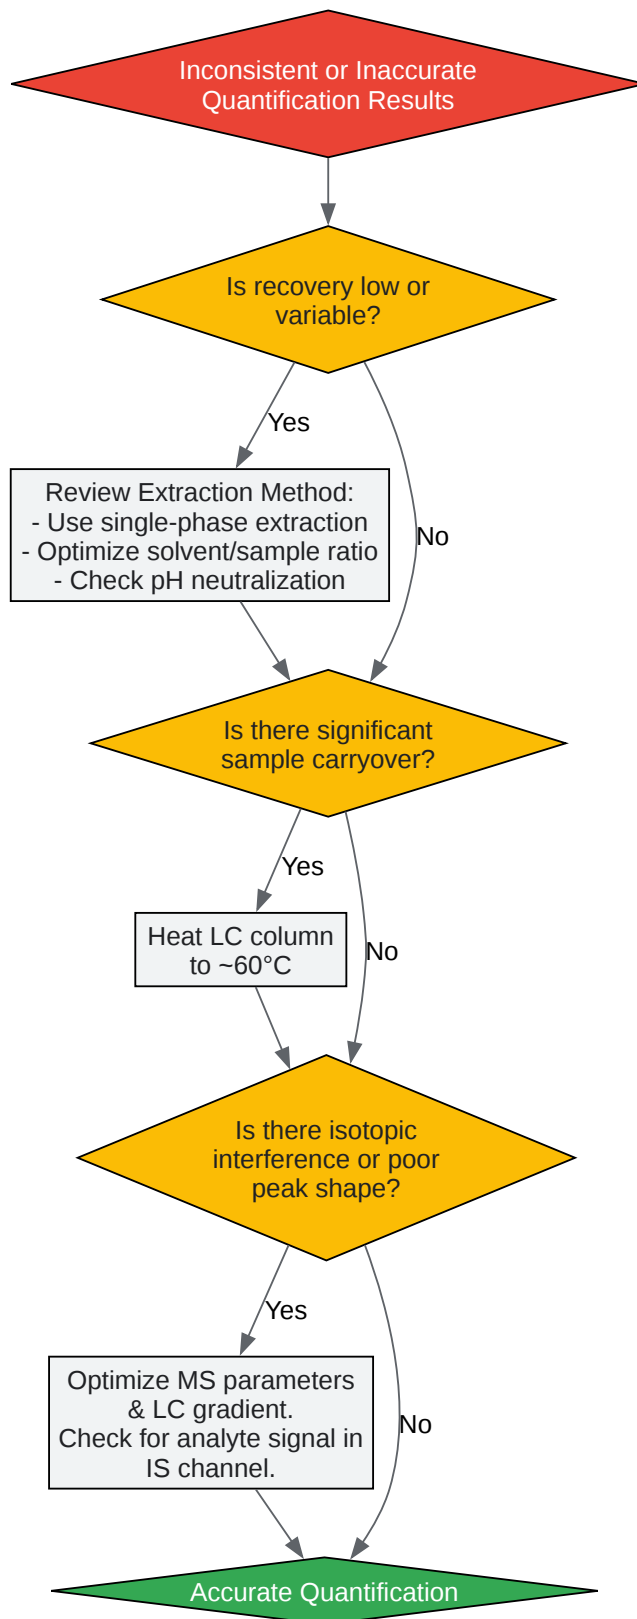 Inconsistent or Inaccurate
Quantification Results
Is recovery low or
variable?
Yes
No
Review Extraction Method:
- Use single-phase extraction
- Optimize solvent/sample ratio
- Check pH neutralization
Is there significant
sample carryover?
Yes
No
Heat LC column
to ~60°C
Is there isotopic
interference or poor
peak shape?
Yes
No
Optimize MS parameters
& LC gradient.
Check for analyte signal in
IS channel.
Accurate Quantification